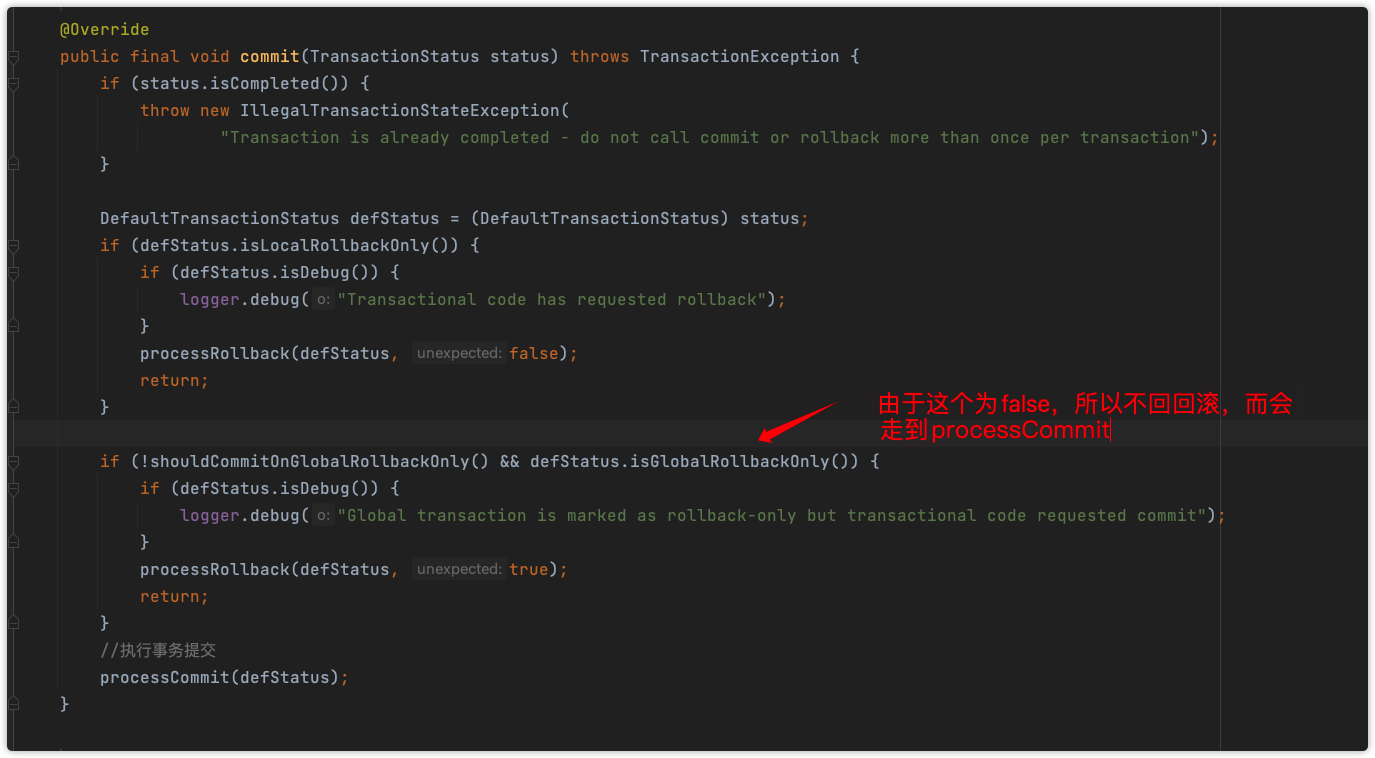 @Override
public final void commit(TransactionStatus status) throws TransactionException {
if (status.isCompleted()) {
throw new IllegalTransactionStateException(
"Transaction is already completed - do not call commit or rollback more than once per transaction");
}
DefaultTransactionStatus defStatus = (DefaultTransactionStatus) status;
if (defStatus.isLocalRollbackOnly()) {
if (defStatus.isDebug()) {
logger.debug( o: "Transactional code has requested rollback");
}
processRollback(defStatus, unexpected: false);
return;
}
由于这个为false，所以不回回滚，而会
走到processCommit
if (!shouldCommitOnGlobalRollbackOnly() && defStatus.isGlobalRollbackOnly()) {
if (defStatus.isDebug()) {
logger.debug( o: "Global transaction is marked as rollback-only but transactional code requested commit");
}
processRollback(defStatus, unexpected: true);
return;
}
//执行事务提交
processCommit(defStatus);
}